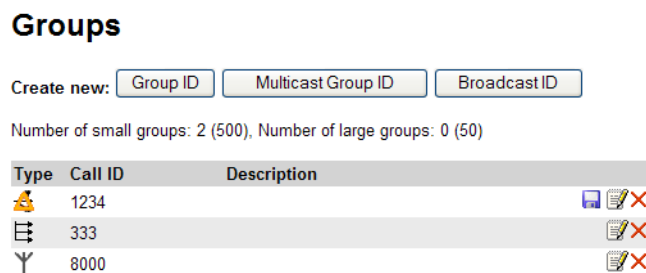 Groups
Create new: Group ID Multicast Group ID Broadcast ID
Number of small groups: 2 (500), Number of large groups: 0 (50)
Type Call ID Description
1234
333
8000